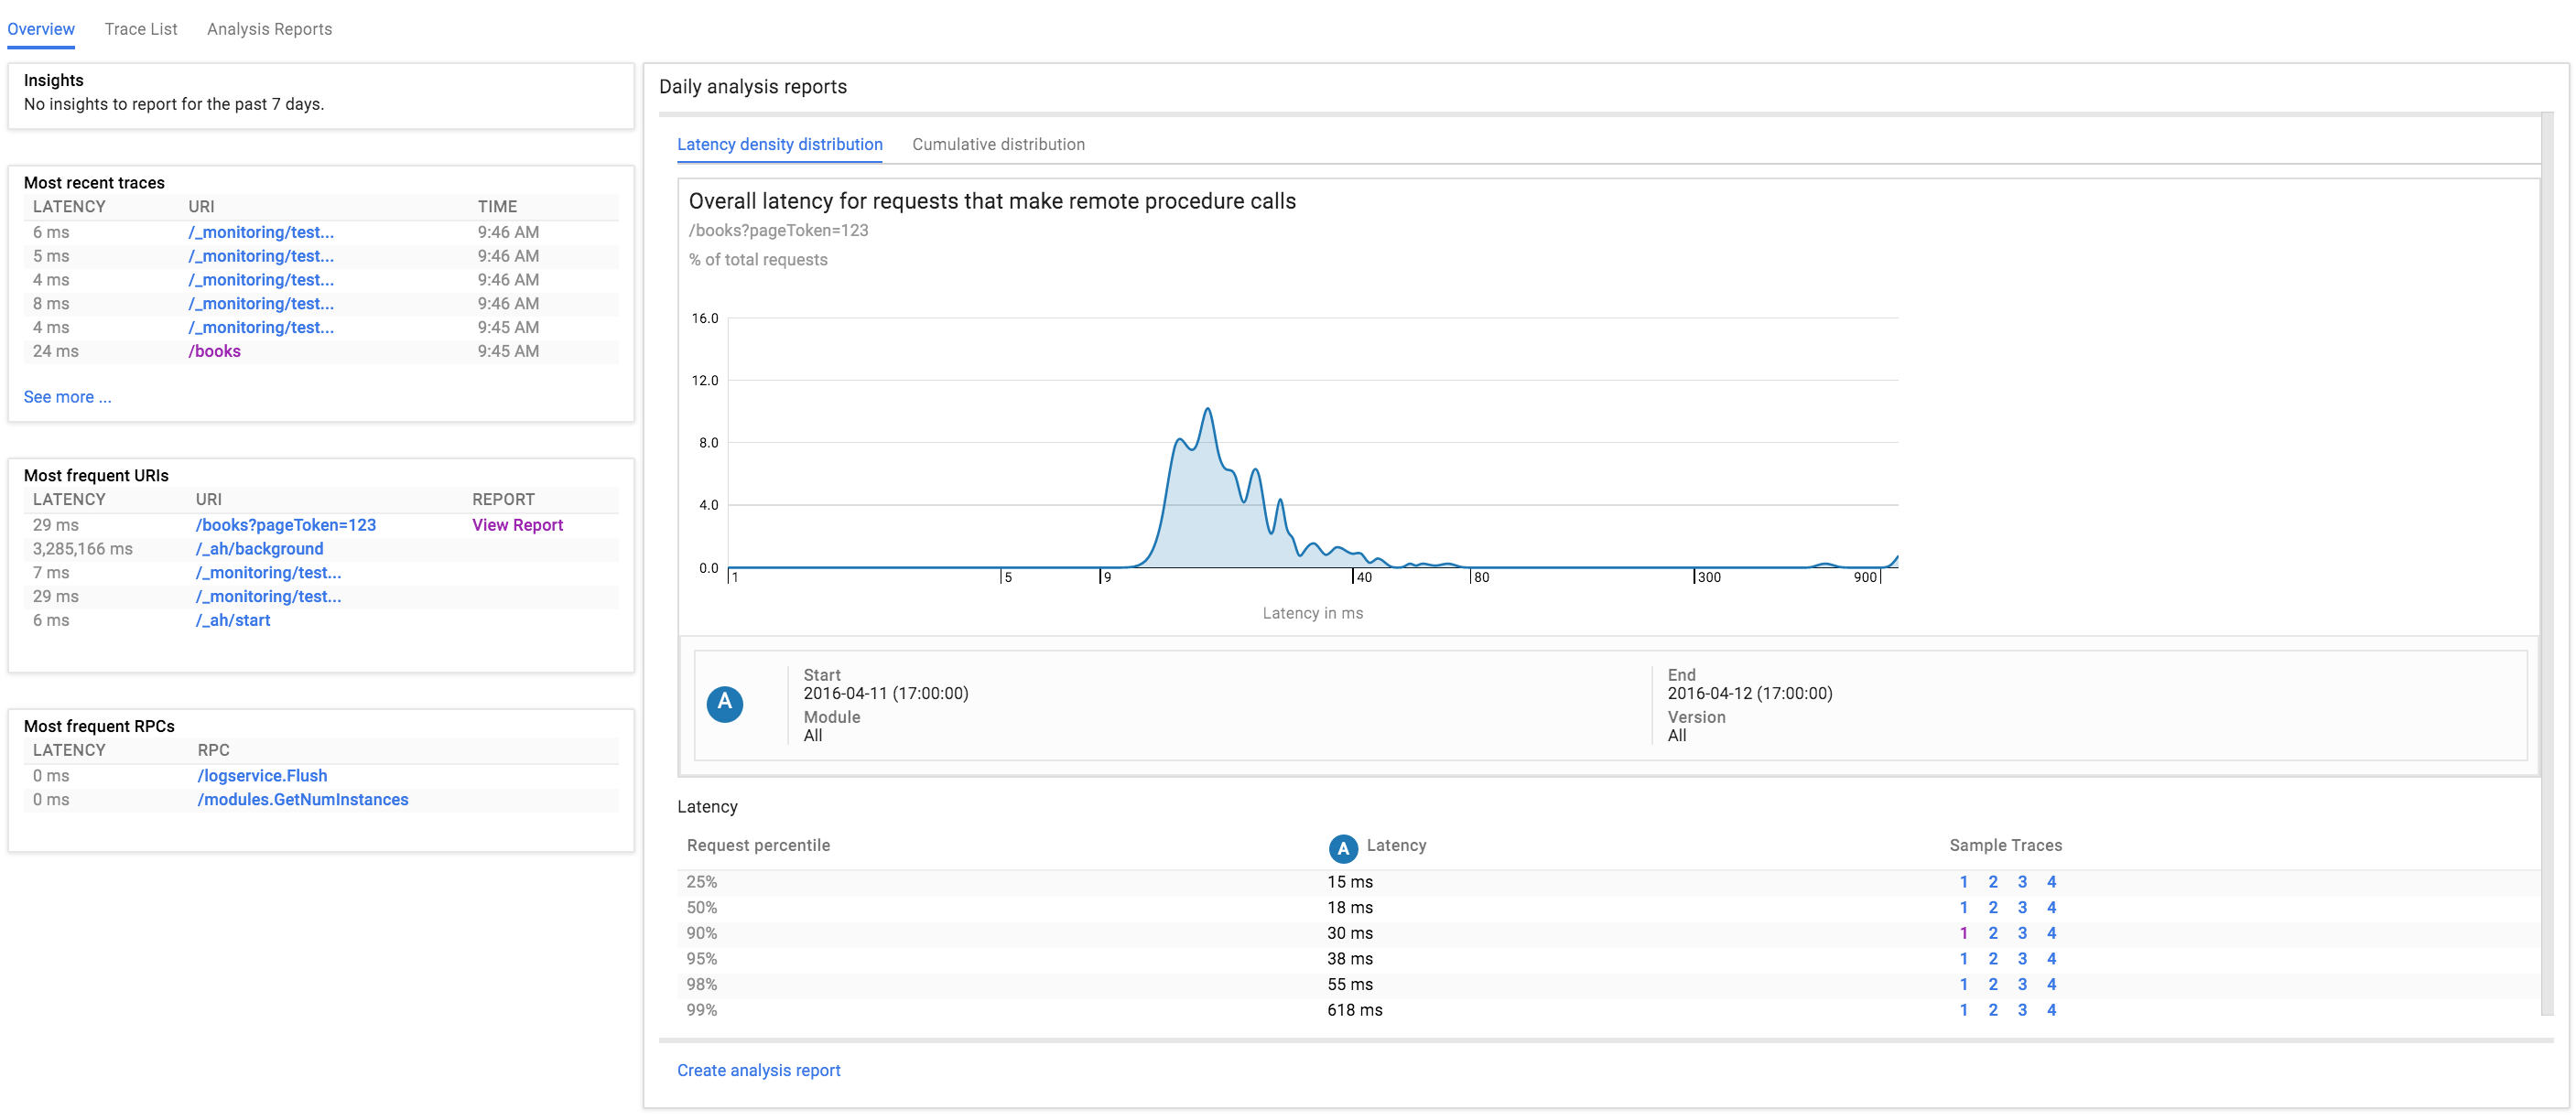 Overview Trace List Analysis Reports
Insights
No insights to report for the past 7 days.
Most recent traces
LATENCY URI TIME
6 ms /_monitoring/test... 9:46 AM
5 ms /_monitoring/test... 9:46 AM
4 ms /_monitoring/test... 9:46 AM
8 ms /_monitoring/test... 9:46 AM
4 ms /_monitoring/test... 9:45 AM
24 ms /books 9:45 AM
See more ...
Most frequent URIs
LATENCY URI REPORT
29 ms /books?pageToken=123 View Report
3,285,166 ms /_ah/background
7 ms /_monitoring/test...
29 ms /_monitoring/test...
6 ms /_ah/start
Most frequent RPCs
LATENCY RPC
0 ms /logservice.Flush
0 ms /modules.GetNumInstances
Daily analysis reports
Latency density distribution Cumulative distribution
Overall latency for requests that make remote procedure calls
/books?pageToken=123
% of total requests
16.0
12.0
8.0
4.0
0.0
1 5 9 40 80 300 900
Latency in ms
A
Start
2016-04-11 (17:00:00)
Module
All
End
2016-04-12 (17:00:00)
Version
All
Latency
Request percentile A Latency Sample Traces
25% 15 ms 1 2 3 4
50% 18 ms 1 2 3 4
90% 30 ms 1 2 3 4
95% 38 ms 1 2 3 4
98% 55 ms 1 2 3 4
99% 618 ms 1 2 3 4
Create analysis report